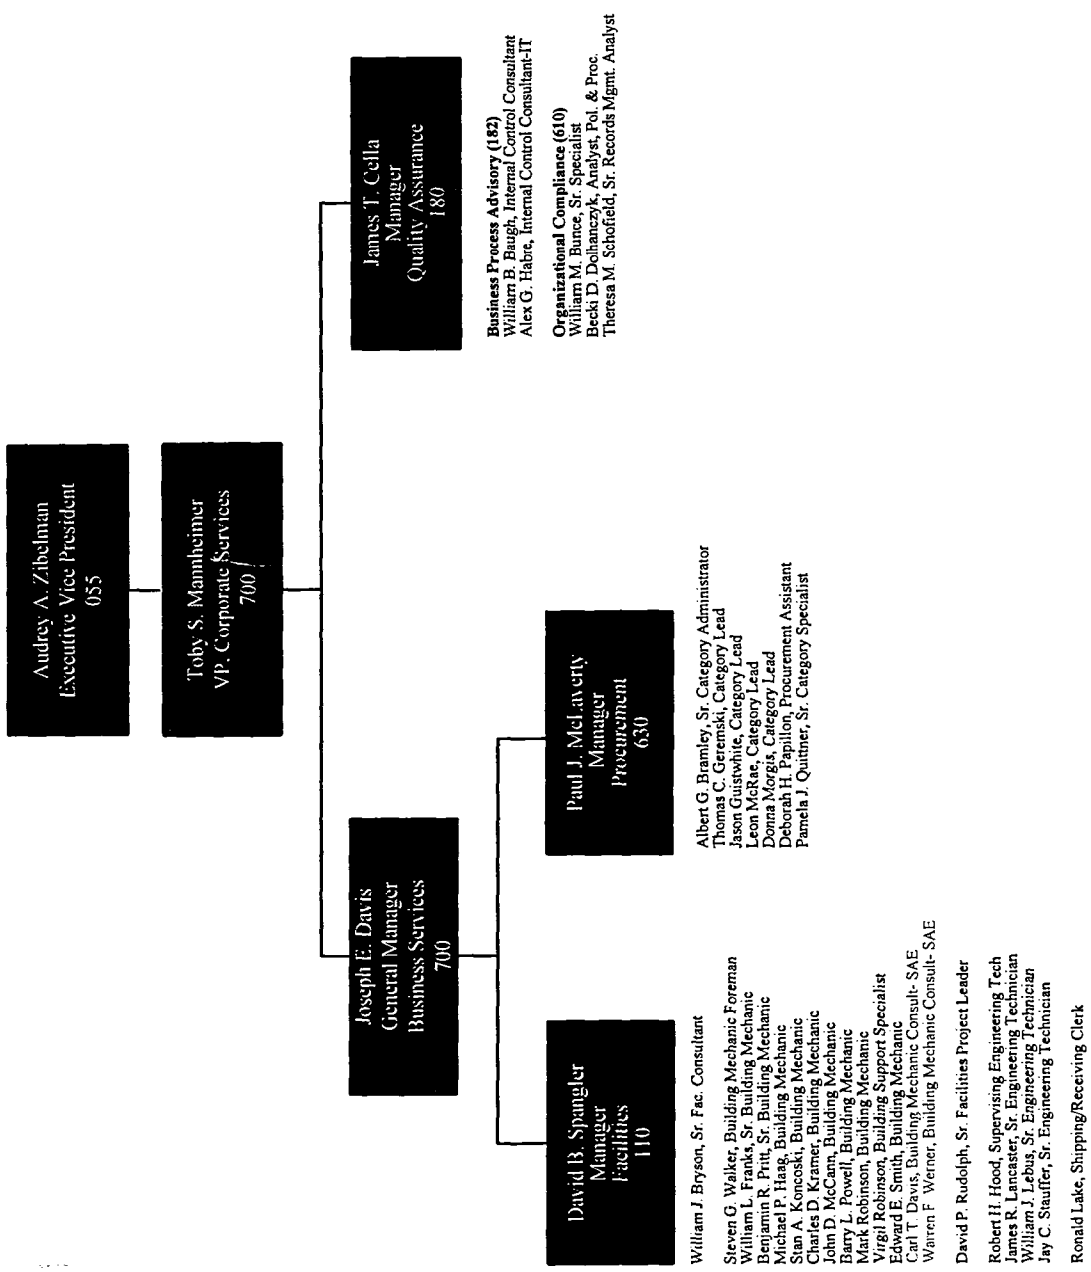 Audrey A. Zibelman
Executive Vice President
055
Toby S. Mannheimer
VP. Corporate Services
700
Joseph E. Davis
General Manager
Business Services
700
James T. Cella
Manager
Quality Assurance
180
Business Process Advisory (182)
William B. Baugh, Internal Control Consultant
Alex G. Habre, Internal Control Consultant-IT
Organizational Compliance (610)
William M. Bunce, Sr. Specialist
Becki D. Dolhanczyk, Analyst, Pol. & Proc.
Theresa M. Schofield, Sr. Records Mgmt. Analyst
David B. Spangler
Manager
Facilities
110
William J. Bryson, Sr. Fac. Consultant
Steven G. Walker, Building Mechanic Foreman
William L. Franks, Sr. Building Mechanic
Benjamin R. Pritt, Sr. Building Mechanic
Michael P. Haag, Building Mechanic
Stan A. Koncoski, Building Mechanic
Charles D. Kramer, Building Mechanic
John D. McCann, Building Mechanic
Barry L. Powell, Building Mechanic
Mark Robinson, Building Mechanic
Virgil Robinson, Building Support Specialist
Edward E. Smith, Building Mechanic
Carl T. Davis, Building Mechanic Consult- SAE
Warren F Werner, Building Mechanic Consult- SAE
David P. Rudolph, Sr. Facilities Project Leader
Robert H. Hood, Supervising Engineering Tech
James R. Lancaster, Sr. Engineering Technician
William J. Lebus, Sr. Engineering Technician
Jay C. Stauffer, Sr. Engineering Technician
Ronald Lake, Shipping/Receiving Clerk
Paul J. McLaverty
Manager
Procurement
630
Albert G. Bramley, Sr. Category Administrator
Thomas C. Geremski, Category Lead
Jason Guistwhite, Category Lead
Leon McRae, Category Lead
Donna Morgis, Category Lead
Deborah H. Papillon, Procurement Assistant
Pamela J. Quittner, Sr. Category Specialist